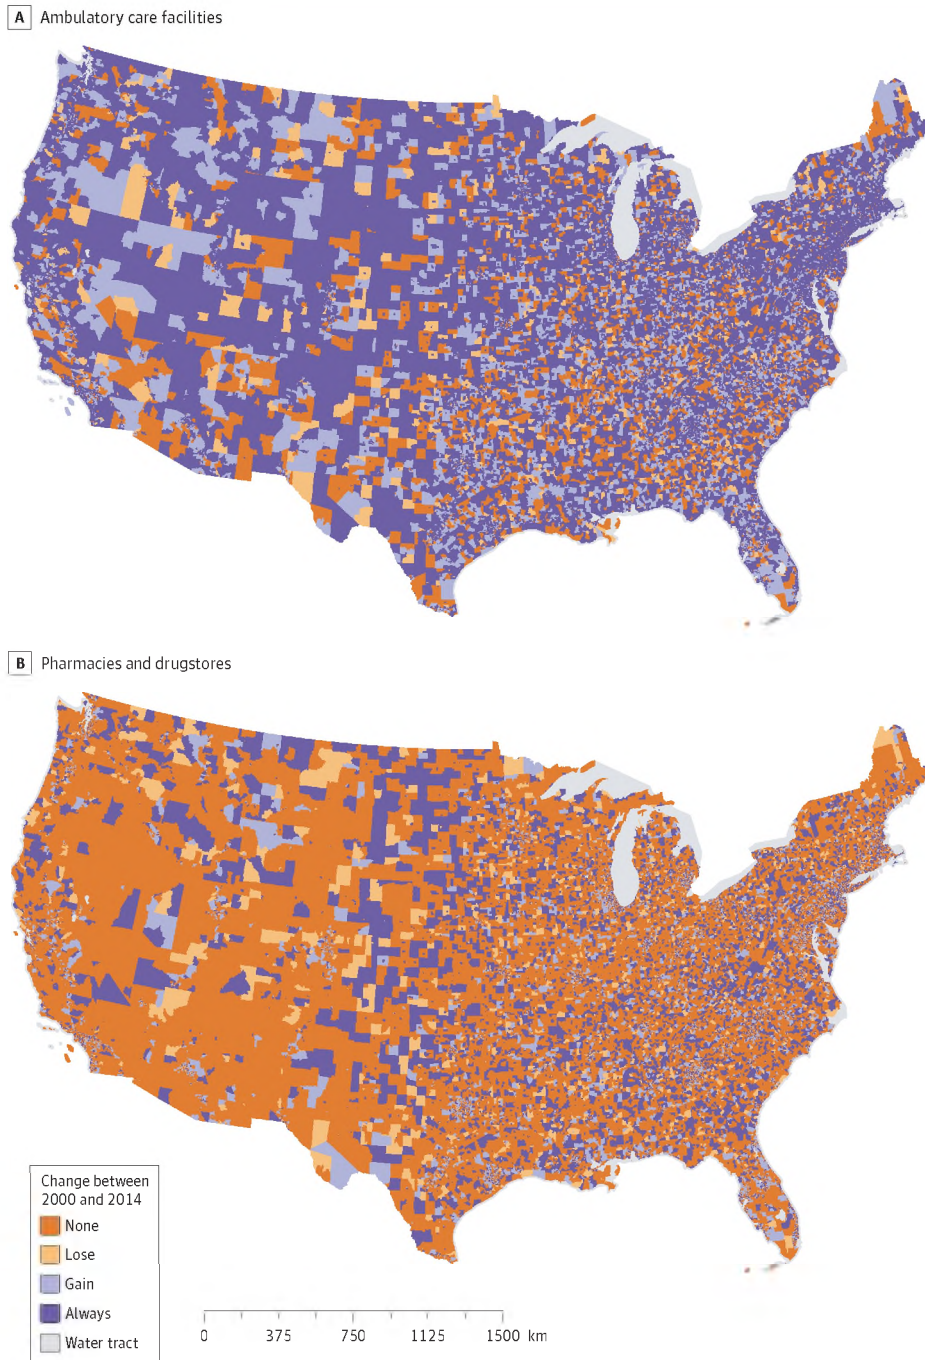 A Ambulatory care facilities
B Pharmacies and drugstores
Change between
2000 and 2014
None
Lose
Gain
Always
Water tract
0 375 750 1125 1500 km